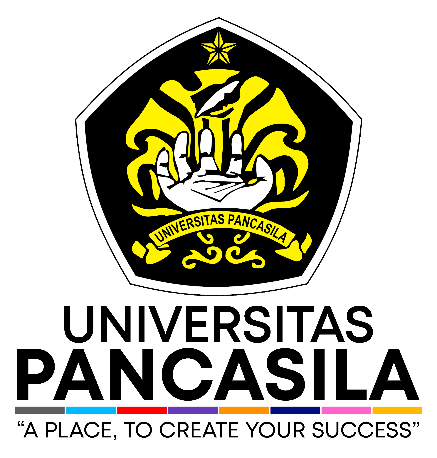 UNIVERSITAS PANCASILA
UNIVERSITAS
PANCASILA
“A PLACE, TO CREATE YOUR SUCCESS”